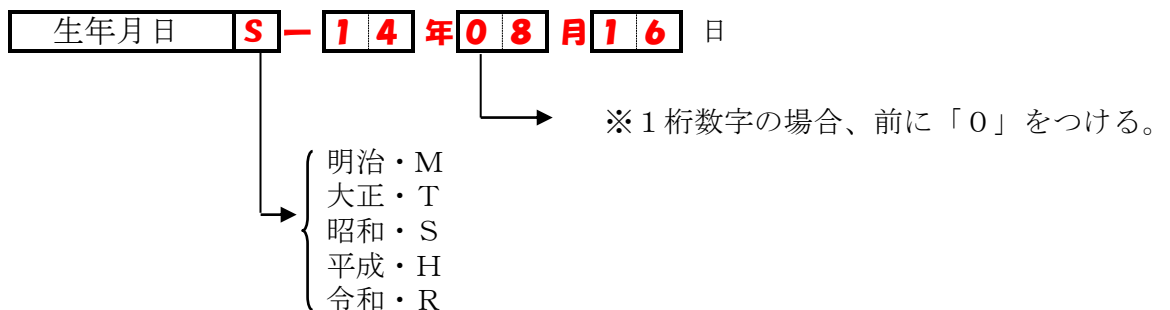 生年月日 S－14年08月16日
※１桁数字の場合、前に「０」をつける。
明治・Ｍ
大正・Ｔ
昭和・Ｓ
平成・Ｈ
令和・Ｒ